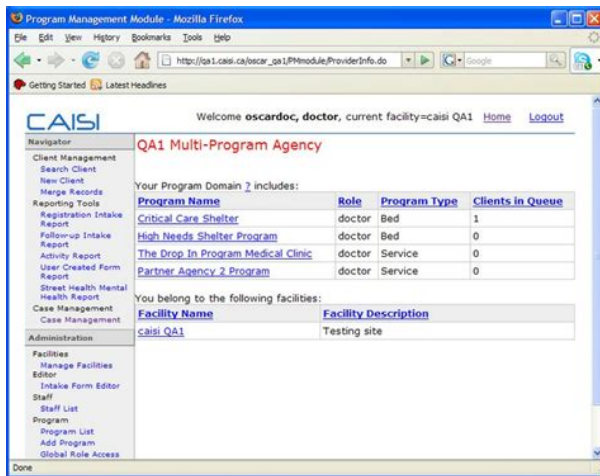 Program Management Module - Mozilla Firefox
File Edit View History Bookmarks Tools Help
http://qa1.caisi.ca/oscar_qa1/PMmodule/ProviderInfo.do
Google
Getting Started Latest Headlines
CAISI
Welcome oscardoc, doctor, current facility=caisi QA1 Home Logout
Navigator
Client Management
Search Client
New Client
Merge Records
Reporting Tools
Registration Intake
Report
Follow-up Intake
Report
Activity Report
User Created Form
Report
Street Health Mental
Health Report
Case Management
Case Management
Administration
Facilities
Manage Facilities
Editor
Intake Form Editor
Staff
Staff List
Program
Program List
Add Program
Global Role Access
QA1 Multi-Program Agency
Your Program Domain ? includes:
Program Name Role Program Type Clients in Queue
Critical Care Shelter doctor Bed 1
High Needs Shelter Program doctor Bed 0
The Drop In Program Medical Clinic doctor Service 0
Partner Agency 2 Program doctor Service 0
You belong to the following facilities:
Facility Name Facility Description
caisi QA1 Testing site
Done